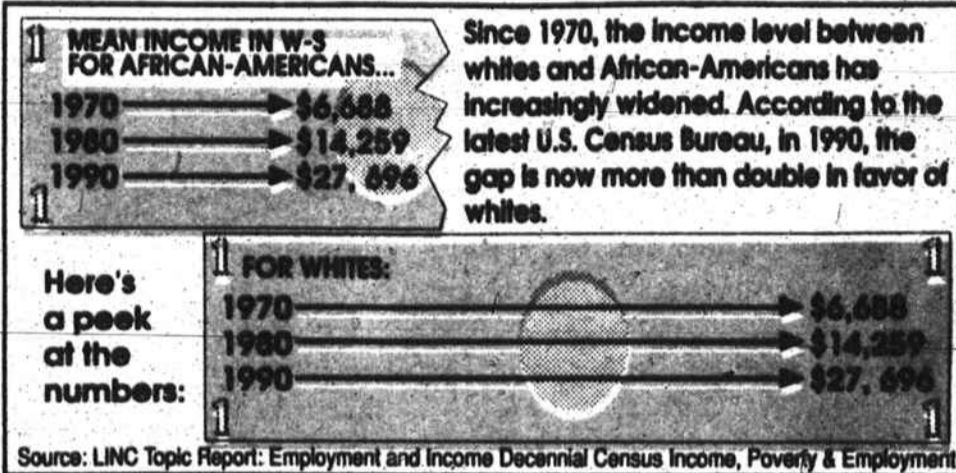 1
MEAN INCOME IN W-S
FOR AFRICAN-AMERICANS...
1970 $6,688
1980 $14,259
1990 $27, 696
1
Since 1970, the income level between
whites and African-Americans has
increasingly widened. According to the
latest U.S. Census Bureau, in 1990, the
gap is now more than double in favor of
whites.
Here's
a peek
at the
numbers:
1 1
FOR WHITES:
1970 $6,688
1980 $14,259
1990 $27, 696
1 1
Source: LINC Topic Report: Employment and Income Decennial Census Income, Poverty & Employment